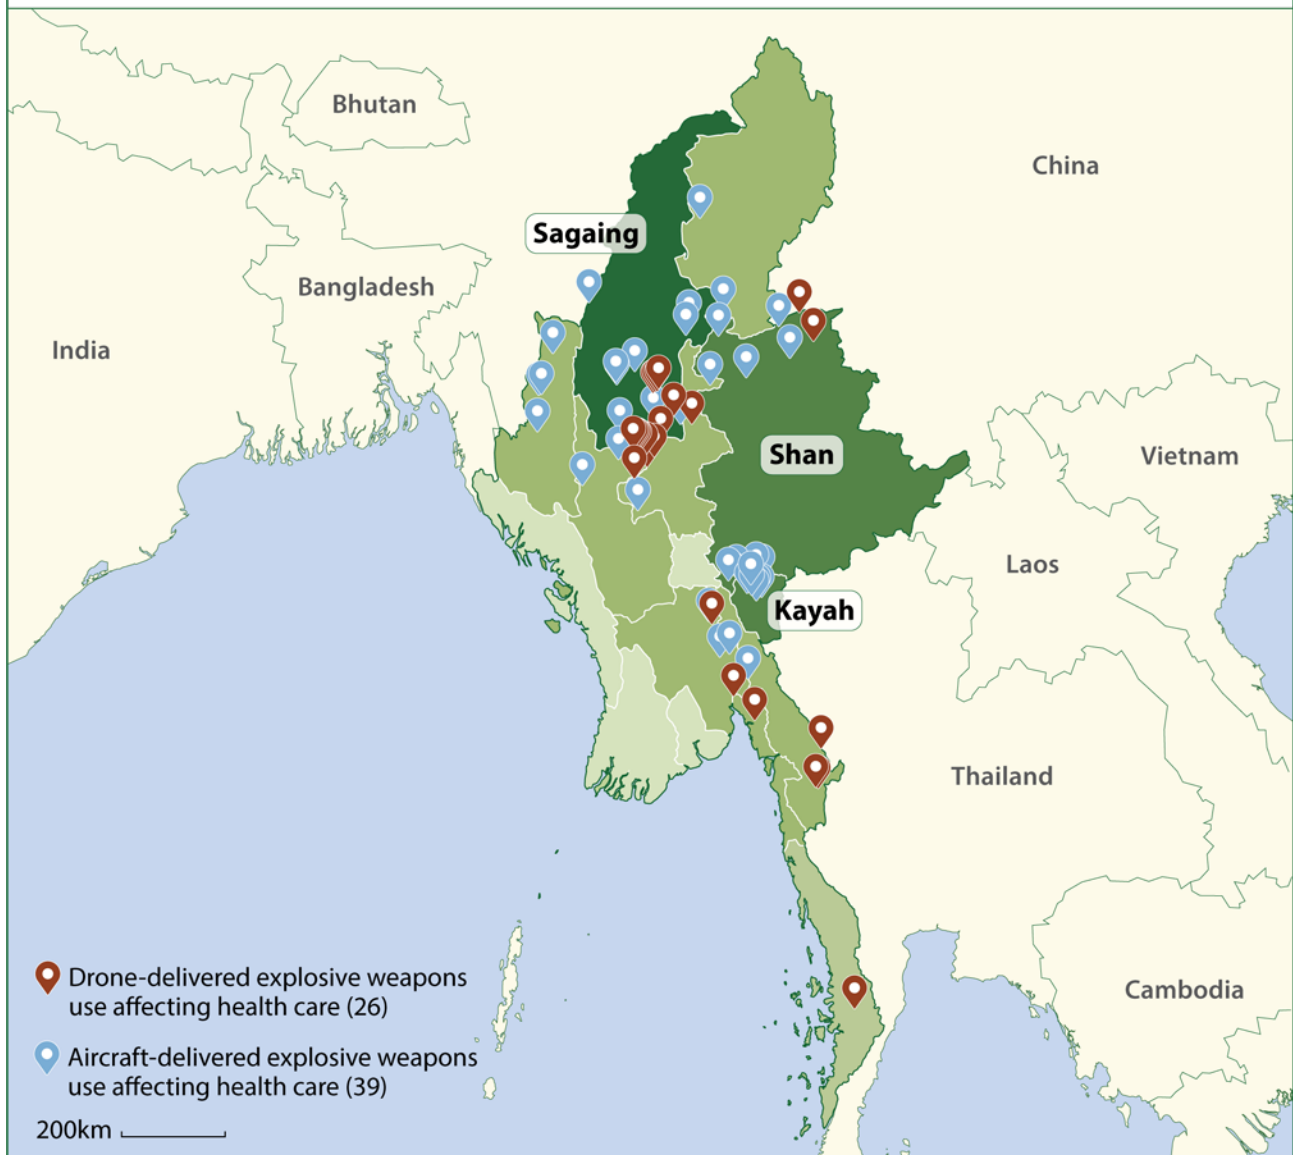 Bhutan
China
Sagaing
Bangladesh
India
Shan
Vietnam
Laos
Kayah
Thailand
Drone-delivered explosive weapons
use affecting health care (26)
Cambodia
Aircraft-delivered explosive weapons
use affecting health care (39)
200km